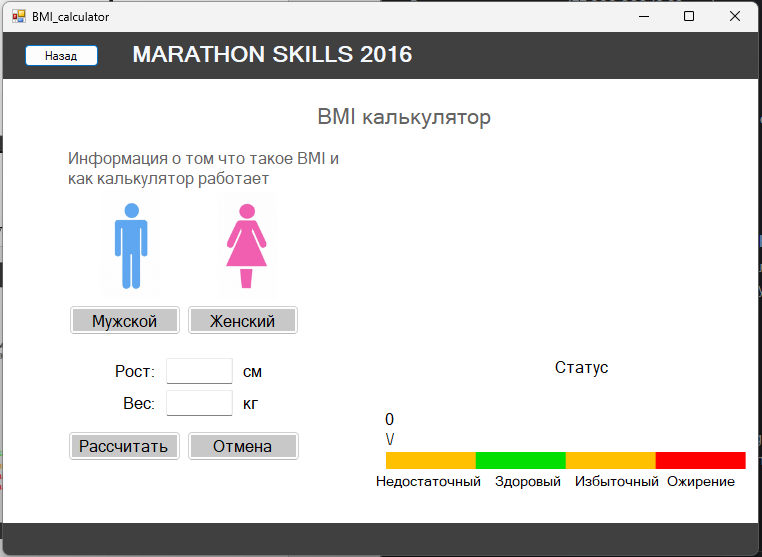 BMI_calculator
Назад
MARATHON SKILLS 2016
BMI калькулятор
Информация о том что такое BMI и
как калькулятор работает
Мужской Женский
Рост: см
Вес: кг
Рассчитать Отмена
Статус
0
V
Недостаточный Здоровый Избыточный Ожирение